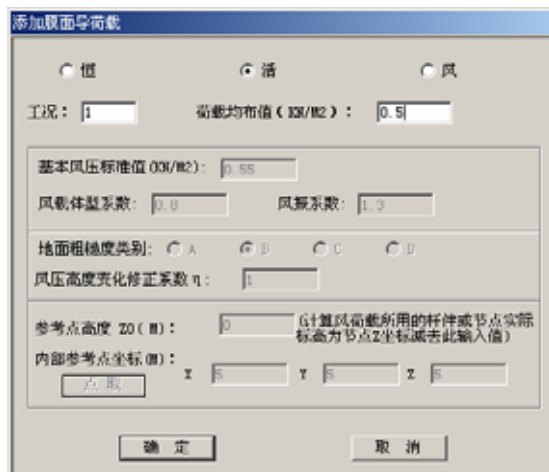 添加膜面导荷载
恒 活 风
工况: 1 荷载均布值(KN/M2): 0.5
基本风压标准值(KN/M2): 0.55
风载体型系数: 0.8 风振系数: 1.3
地面粗糙度类别: A B C D
风压高度变化修正系数η: 1
参考点高度 Z0(M): 0 (计算风荷载所用的杆件或节点实际
标高为节点Z坐标减去此输入值)
内部参考点坐标(M):
点取 X 5 Y 5 Z 5
确定 取消